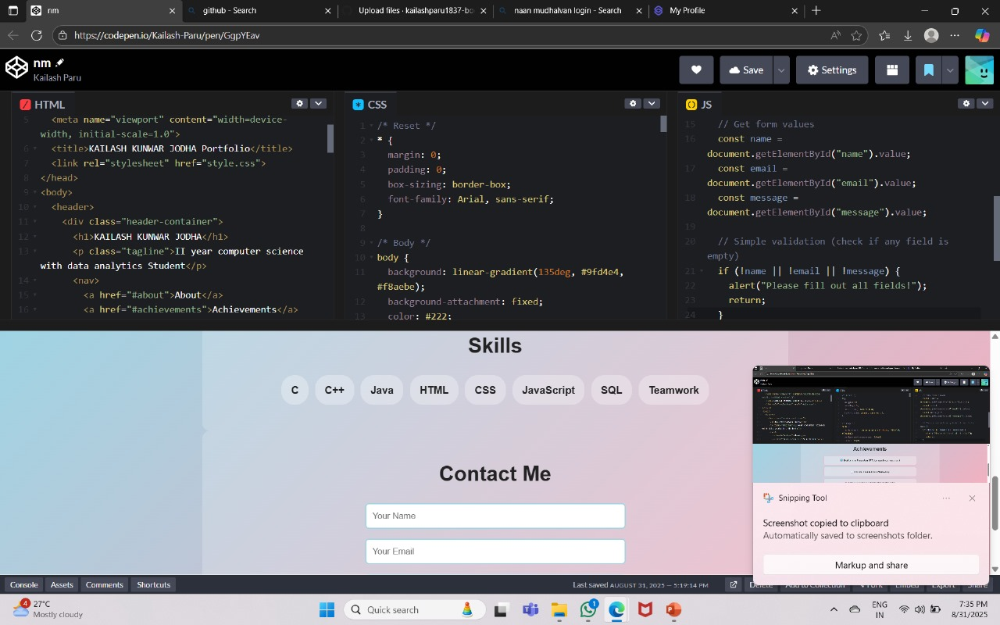 nm
github - Search
Upload files · kailashparu1837-bo
naan mudhalvan login - Search
My Profile
https://codepen.io/Kailash-Paru/pen/GgpYEav
nm
Kailash Paru
Save
Settings
HTML
5 <meta name="viewport" content="width=device-
width, initial-scale=1.0">
6 <title>KAILASH KUNWAR JODHA Portfolio</title>
7 <link rel="stylesheet" href="style.css">
8 </head>
9 <body>
10 <header>
11 <div class="header-container">
12 <h1>KAILASH KUNWAR JODHA</h1>
13 <p class="tagline">II year computer science
with data analytics Student</p>
14 <nav>
15 <a href="#about">About</a>
16 <a href="#achievements">Achievements</a>
CSS
1 /* Reset */
2 * {
3 margin: 0;
4 padding: 0;
5 box-sizing: border-box;
6 font-family: Arial, sans-serif;
7 }
8
9 /* Body */
10 body {
11 background: linear-gradient(135deg, #9fd4e4,
#f8aebe);
12 background-attachment: fixed;
13 color: #222;
JS
15 // Get form values
16 const name =
document.getElementById("name").value;
17 const email =
document.getElementById("email").value;
18 const message =
document.getElementById("message").value;
19
20 // Simple validation (check if any field is
empty)
21 if (!name || !email || !message) {
22 alert("Please fill out all fields!");
23 return;
24 }
Skills
C C++ Java HTML CSS JavaScript SQL Teamwork
Contact Me
Your Name
Your Email
Achievements
Snipping Tool
Screenshot copied to clipboard
Automatically saved to screenshots folder.
Markup and share
Console Assets Comments Shortcuts
Last saved AUGUST 31, 2025 — 5:19:14 PM
Delete Add to Collection Fork Embed Export Share
4
27°C
Mostly cloudy
Quick search
1
ENG
IN
7:35 PM
8/31/2025